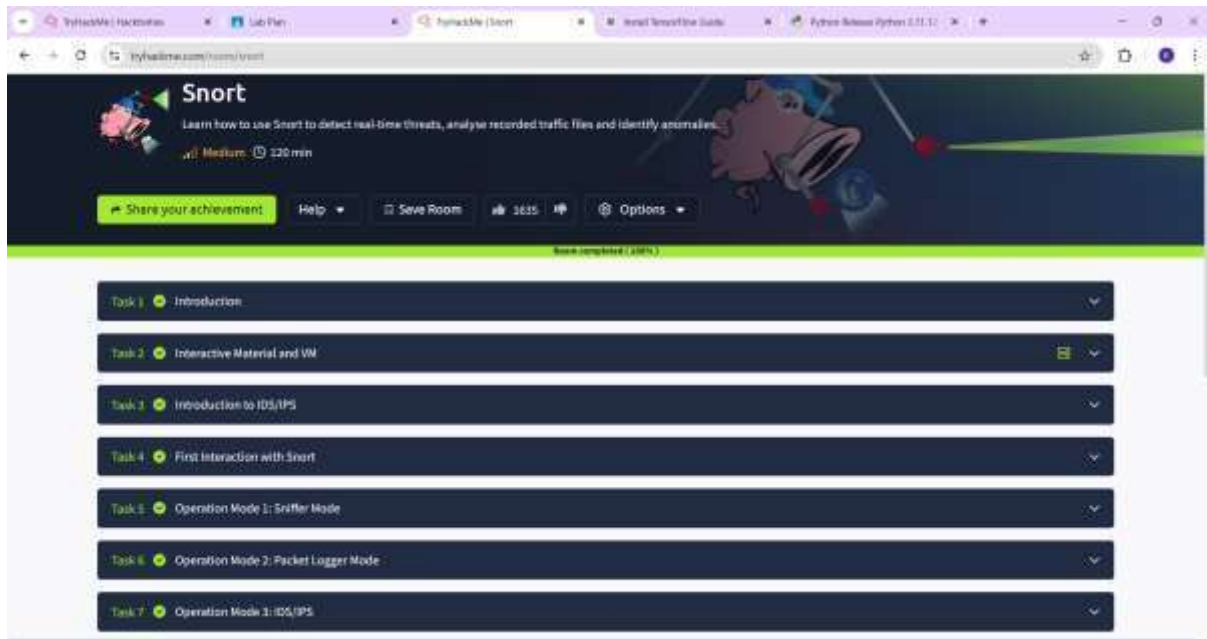 TryHackMe | Hacktivities
Lab Plan
TryHackMe | Snort
Install TensorFlow Guide
Python Release Python 3.11.1
tryhackme.com/room/snort
Snort
Learn how to use Snort to detect real-time threats, analyse recorded traffic files and identify anomalies.
Medium 120 min
Share your achievement
Help
Save Room
1635
Options
Room completed ( 100% )
Task 1 Introduction
Task 2 Interactive Material and VM
Task 3 Introduction to IDS/IPS
Task 4 First Interaction with Snort
Task 5 Operation Mode 1: Sniffer Mode
Task 6 Operation Mode 2: Packet Logger Mode
Task 7 Operation Mode 3: IDS/IPS